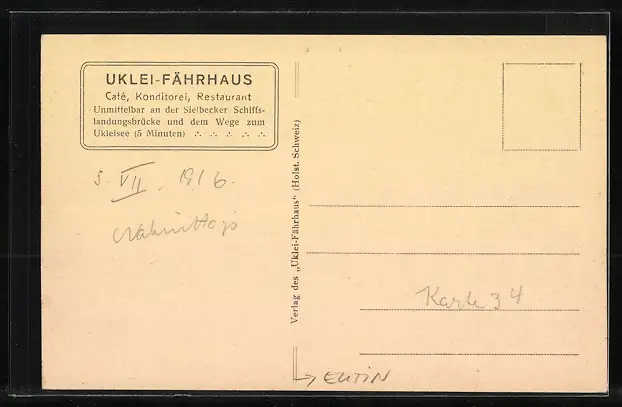 UKLEI-FÄHRHAUS
Café, Konditorei, Restaurant
Unmittelbar an der Sielbecker Schiffs-
landungsbrücke und dem Wege zum
Ukleisee (5 Minuten) ∴ ∴ ∴ ∴ ∴
5. VII. 1916.
Verlag des „Uklei-Fährhaus" (Holst. Schweiz)
Karte 34
→ EUTIN